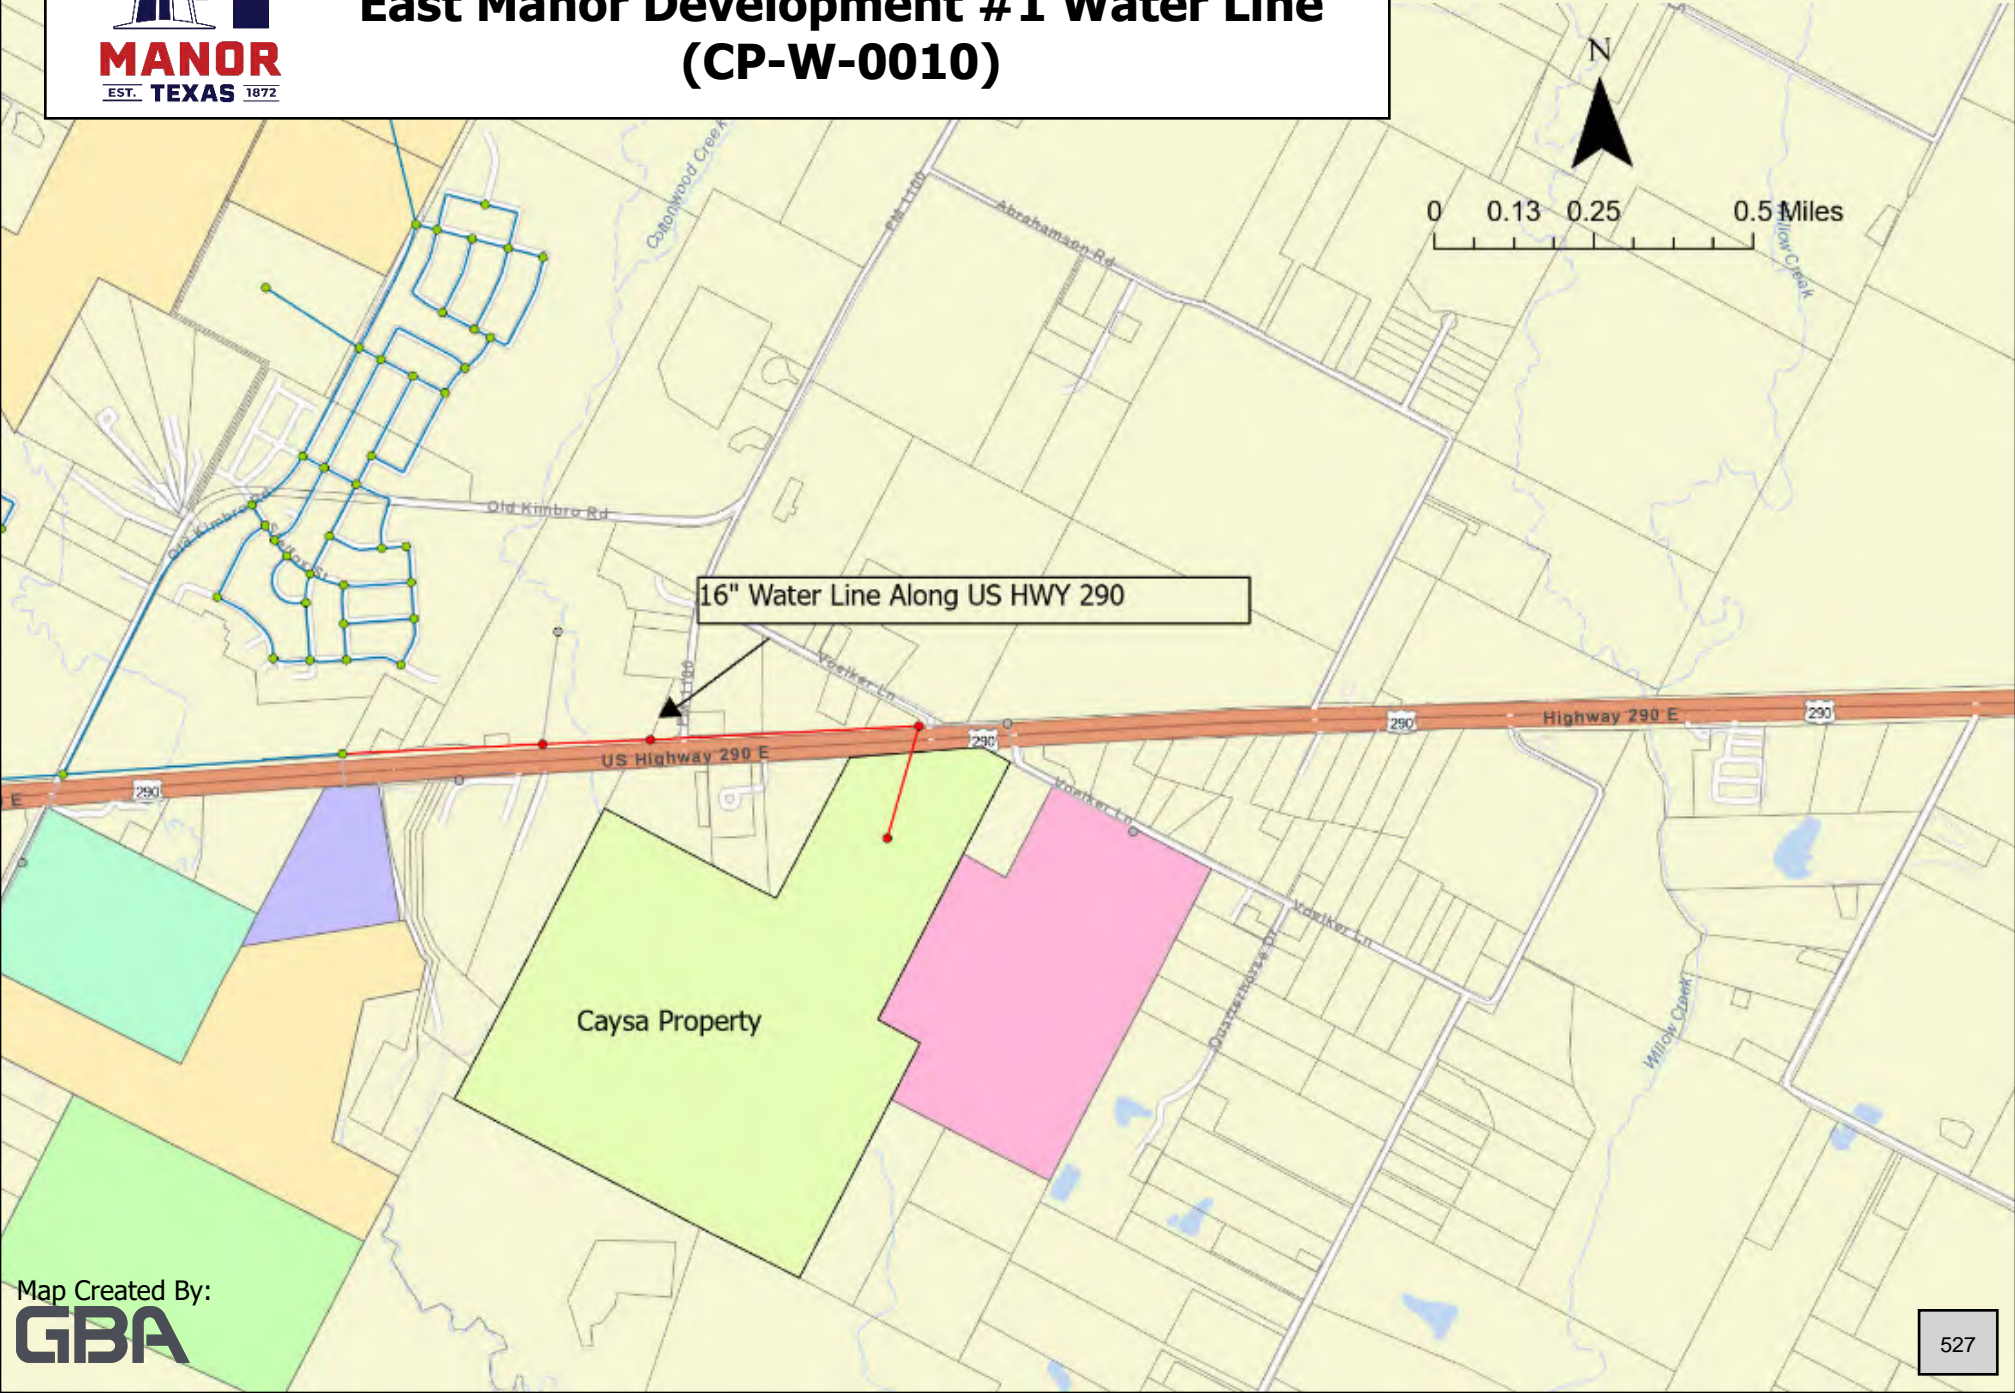 East Manor Development #1 Water Line
(CP-W-0010)
MANOR
EST. TEXAS 1872
N
0 0.13 0.25 0.5 Miles
Willow Creek
Cottonwood Creek
FM 1100
Abrahamson Rd
Old Kimbro Rd
Old Kimbro Rd
16" Water Line Along US HWY 290
Voelker Ln
1100
US Highway 290 E
290
290
Highway 290 E
290
E
290
Voelker Ln
Voelker Ln
Quarterhorse Dr
Willow Creek
Caysa Property
Map Created By:
GBA
527